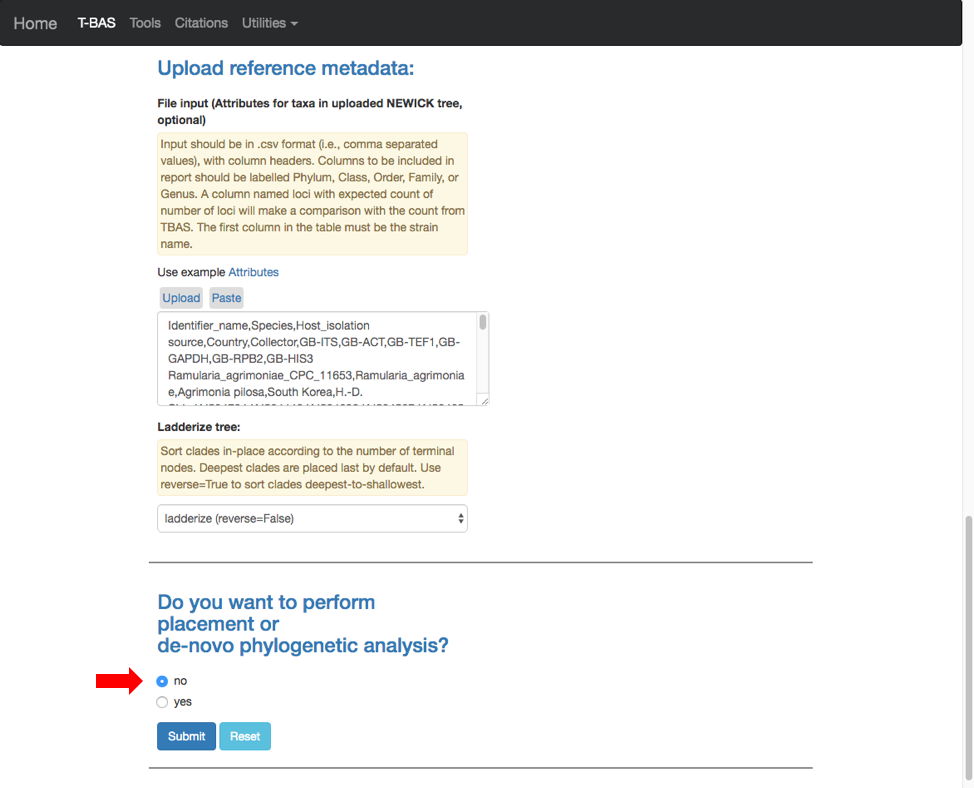 Home T-BAS Tools Citations Utilities
Upload reference metadata:
File input (Attributes for taxa in uploaded NEWICK tree,
optional)
Input should be in .csv format (i.e., comma separated
values), with column headers. Columns to be included in
report should be labelled Phylum, Class, Order, Family, or
Genus. A column named loci with expected count of
number of loci will make a comparison with the count from
TBAS. The first column in the table must be the strain
name.
Use example Attributes
Upload Paste
Identifier_name,Species,Host_isolation
source,Country,Collector,GB-ITS,GB-ACT,GB-TEF1,GB-
GAPDH,GB-RPB2,GB-HIS3
Ramularia_agrimoniae_CPC_11653,Ramularia_agrimonia
e,Agrimonia pilosa,South Korea,H.-D.
Ladderize tree:
Sort clades in-place according to the number of terminal
nodes. Deepest clades are placed last by default. Use
reverse=True to sort clades deepest-to-shallowest.
ladderize (reverse=False)
Do you want to perform
placement or
de-novo phylogenetic analysis?
no
yes
Submit Reset